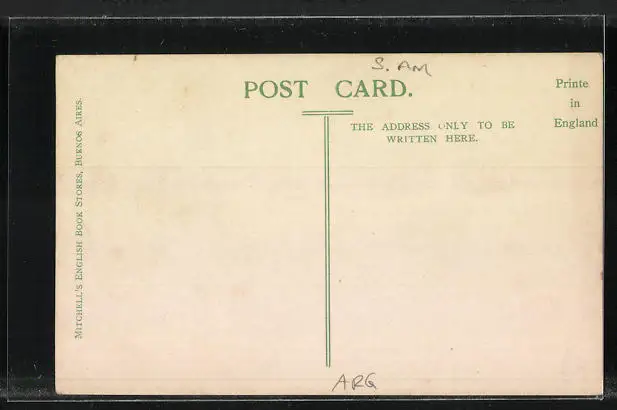 S. AM
POST CARD.
Printe
in
England
THE ADDRESS ONLY TO BE
WRITTEN HERE.
MITCHELL'S ENGLISH BOOK STORES, BUENOS AIRES.
ARG